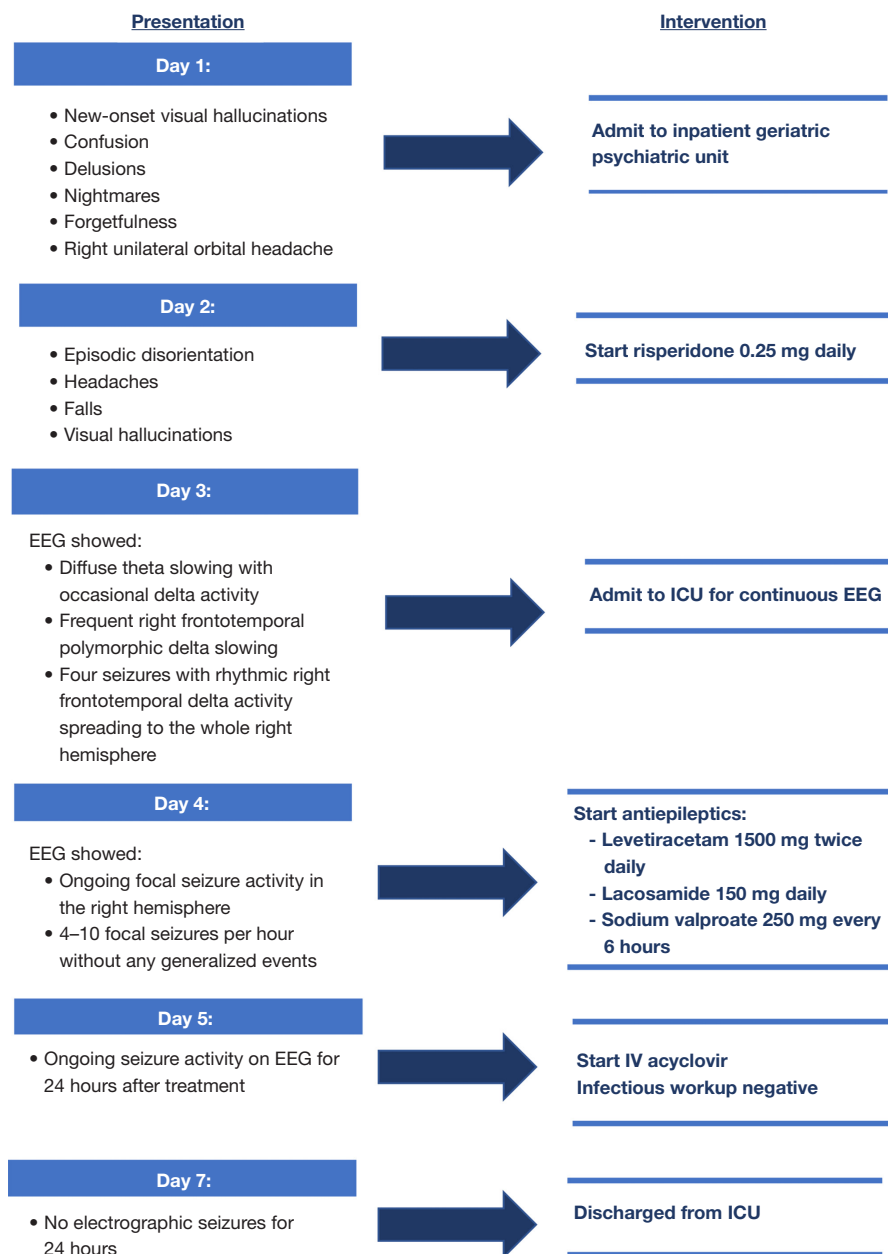 Presentation
Intervention
Day 1:
• New-onset visual hallucinations
• Confusion
• Delusions
• Nightmares
• Forgetfulness
• Right unilateral orbital headache
Admit to inpatient geriatric
psychiatric unit
Day 2:
• Episodic disorientation
• Headaches
• Falls
• Visual hallucinations
Start risperidone 0.25 mg daily
Day 3:
EEG showed:
• Diffuse theta slowing with
occasional delta activity
• Frequent right frontotemporal
polymorphic delta slowing
• Four seizures with rhythmic right
frontotemporal delta activity
spreading to the whole right
hemisphere
Admit to ICU for continuous EEG
Day 4:
EEG showed:
• Ongoing focal seizure activity in
the right hemisphere
• 4–10 focal seizures per hour
without any generalized events
Start antiepileptics:
- Levetiracetam 1500 mg twice
daily
- Lacosamide 150 mg daily
- Sodium valproate 250 mg every
6 hours
Day 5:
• Ongoing seizure activity on EEG for
24 hours after treatment
Start IV acyclovir
Infectious workup negative
Day 7:
• No electrographic seizures for
24 hours
Discharged from ICU